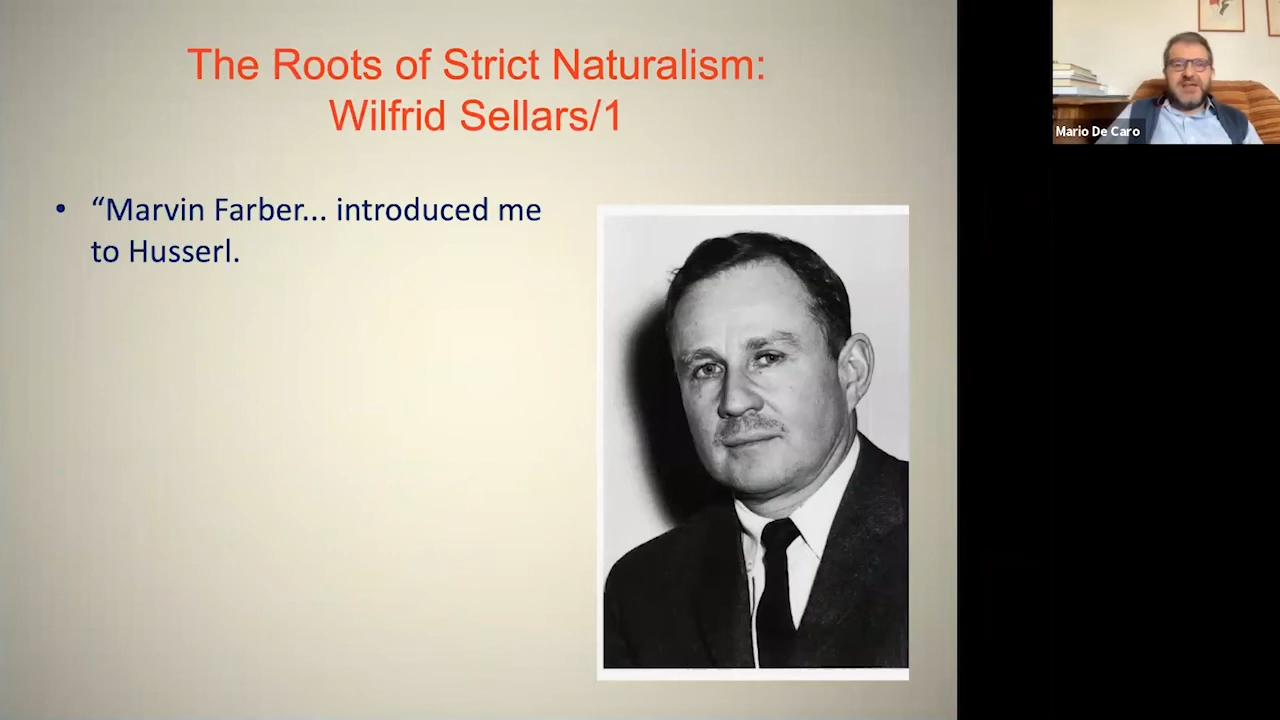 The Roots of Strict Naturalism:
Wilfrid Sellars/1
• “Marvin Farber... introduced me
to Husserl.
Mario De Caro